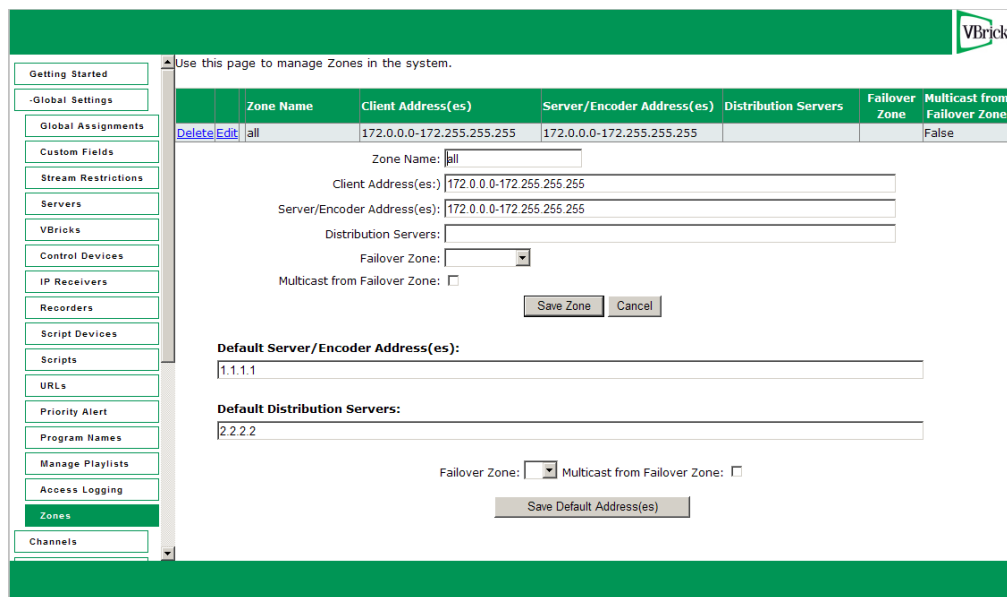 VBrick
Getting Started
-Global Settings
Global Assignments
Custom Fields
Stream Restrictions
Servers
VBricks
Control Devices
IP Receivers
Recorders
Script Devices
Scripts
URLs
Priority Alert
Program Names
Manage Playlists
Access Logging
Zones
Channels
Use this page to manage Zones in the system.
Zone Name Client Address(es) Server/Encoder Address(es) Distribution Servers Failover Zone Multicast from Failover Zone
Delete Edit all 172.0.0.0-172.255.255.255 172.0.0.0-172.255.255.255 False
Zone Name: all
Client Address(es:) 172.0.0.0-172.255.255.255
Server/Encoder Address(es): 172.0.0.0-172.255.255.255
Distribution Servers:
Failover Zone:
Multicast from Failover Zone:
Save Zone Cancel
Default Server/Encoder Address(es):
1.1.1.1
Default Distribution Servers:
2.2.2.2
Failover Zone: Multicast from Failover Zone:
Save Default Address(es)